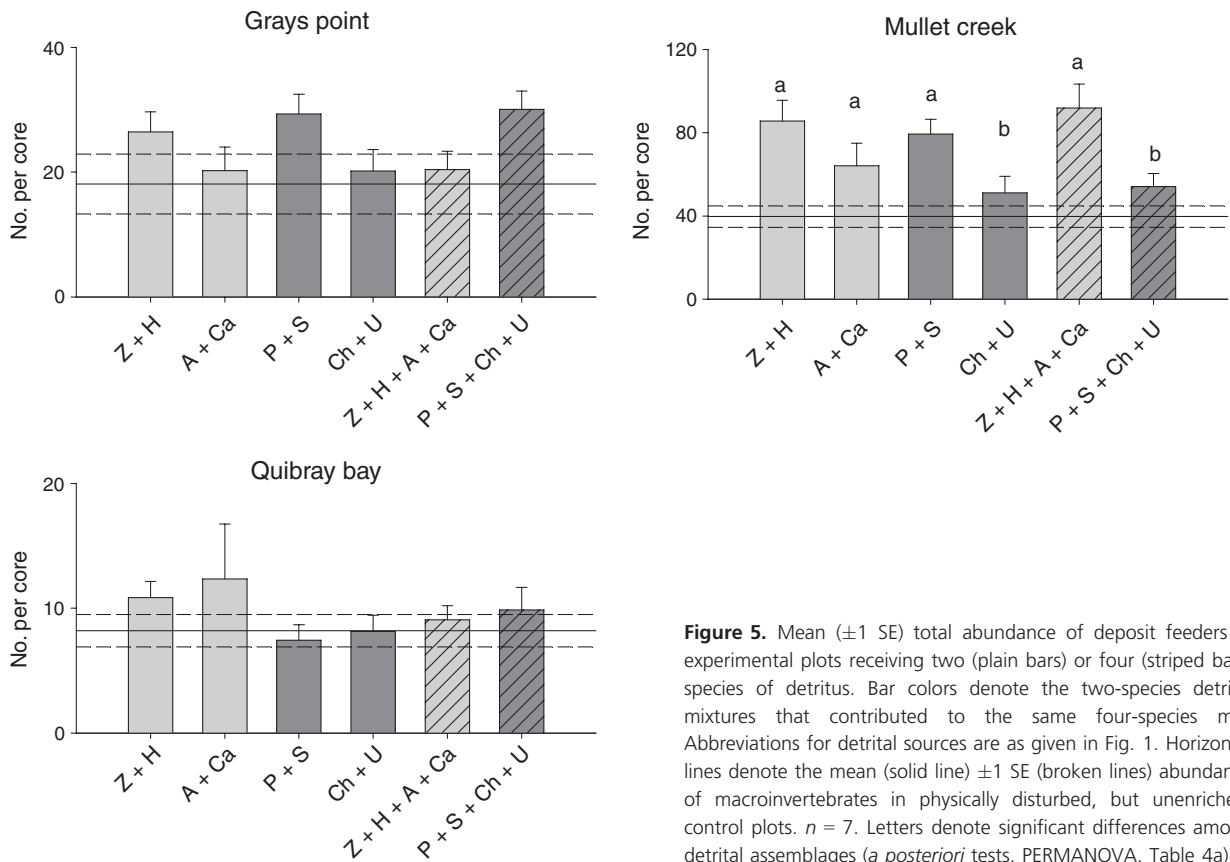 Grays point
40
20
0
No. per core
Z + H
A + Ca
P + S
Ch + U
Z + H + A + Ca
P + S + Ch + U
Mullet creek
120
80
40
0
No. per core
a
a
a
b
a
b
Z + H
A + Ca
P + S
Ch + U
Z + H + A + Ca
P + S + Ch + U
Quibray bay
20
10
0
No. per core
Z + H
A + Ca
P + S
Ch + U
Z + H + A + Ca
P + S + Ch + U
Figure 5. Mean (±1 SE) total abundance of deposit feeders
experimental plots receiving two (plain bars) or four (striped ba
species of detritus. Bar colors denote the two-species detri
mixtures that contributed to the same four-species m
Abbreviations for detrital sources are as given in Fig. 1. Horizon
lines denote the mean (solid line) ±1 SE (broken lines) abundan
of macroinvertebrates in physically disturbed, but unenriche
control plots. n = 7. Letters denote significant differences amo
detrital assemblages (a posteriori tests, PERMANOVA, Table 4a)